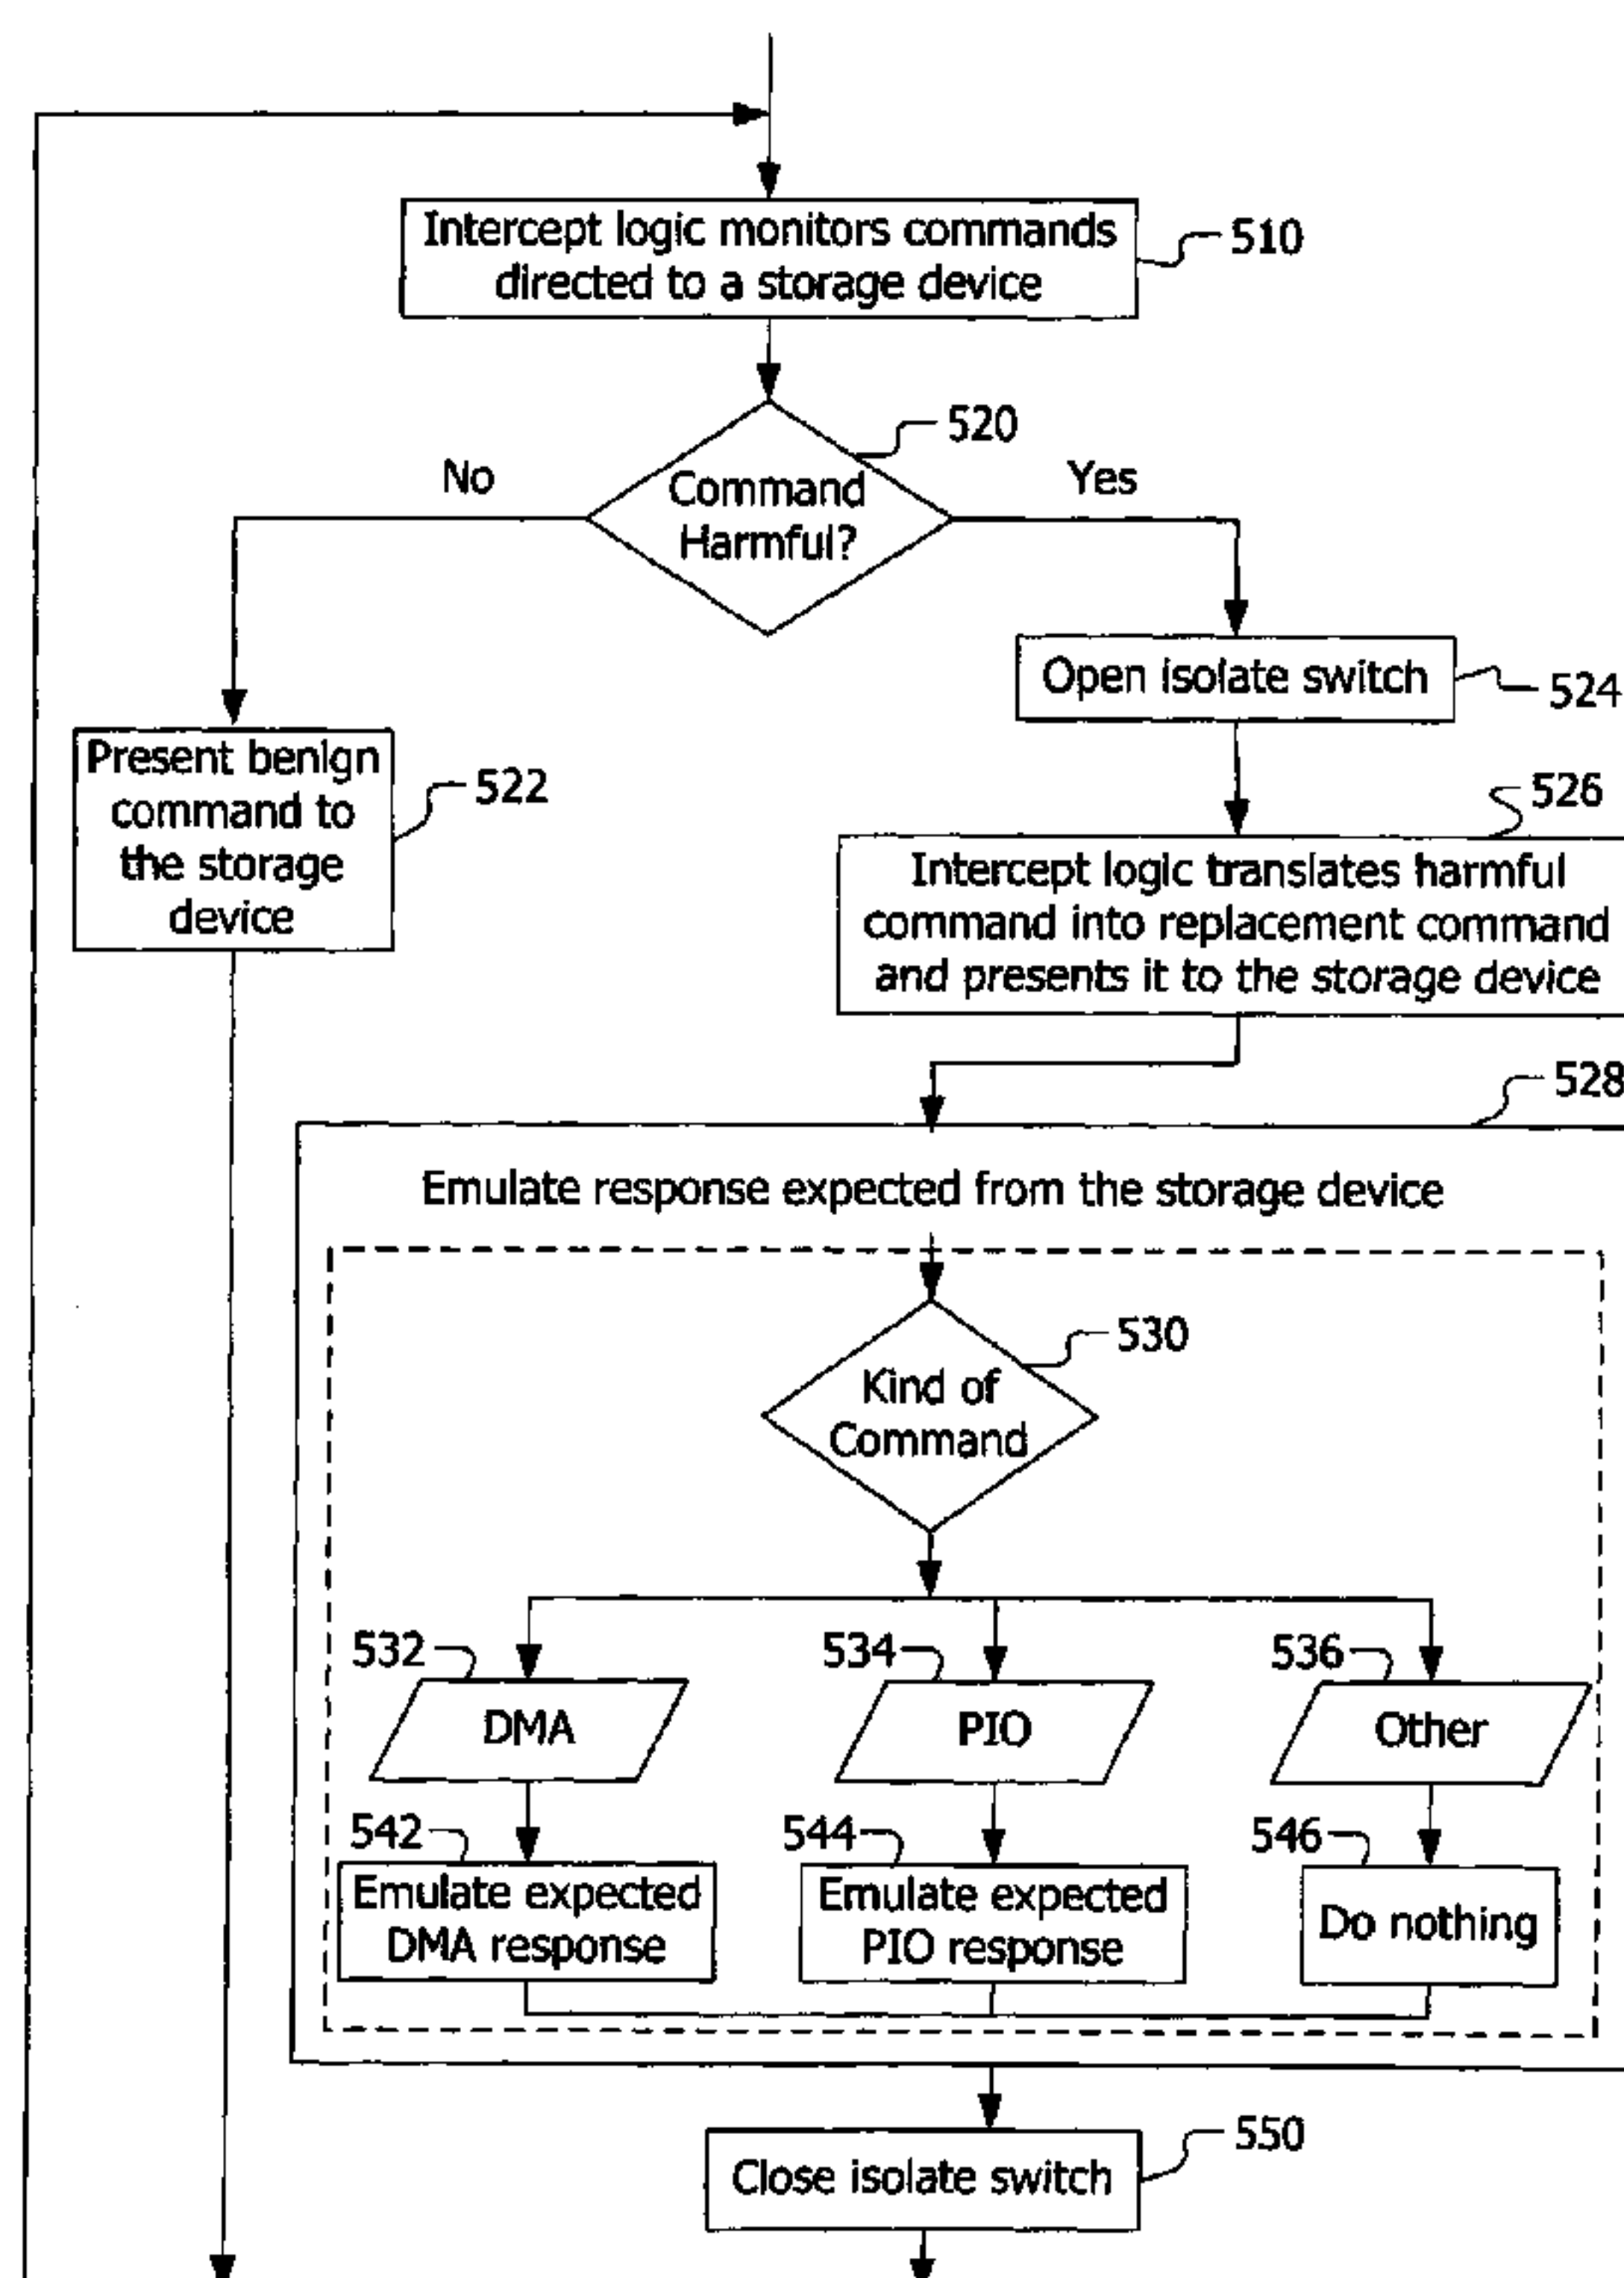 Intercept logic monitors commands
directed to a storage device
510
520
Command
Harmful?
No
Yes
Open isolate switch
524
Present benign
command to
the storage
device
522
526
Intercept logic translates harmful
command into replacement command
and presents it to the storage device
528
Emulate response expected from the storage device
530
Kind of
Command
532
DMA
534
PIO
536
Other
542
Emulate expected
DMA response
544
Emulate expected
PIO response
546
Do nothing
Close isolate switch
550